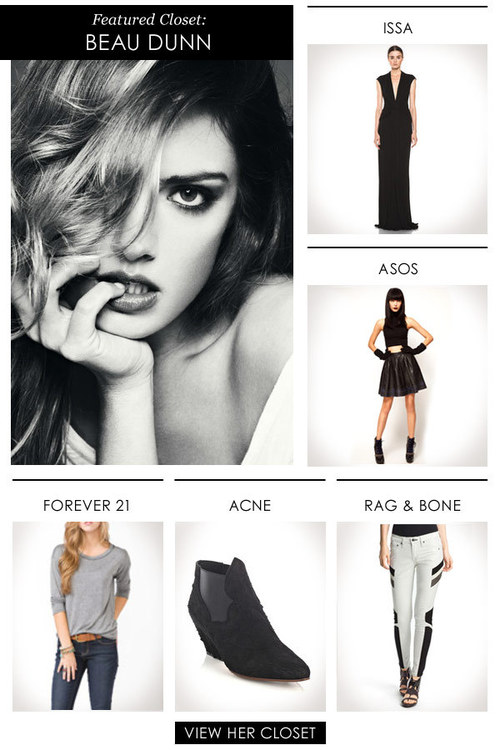 Featured Closet:
BEAU DUNN
ISSA
ASOS
FOREVER 21
ACNE
RAG & BONE
VIEW HER CLOSET